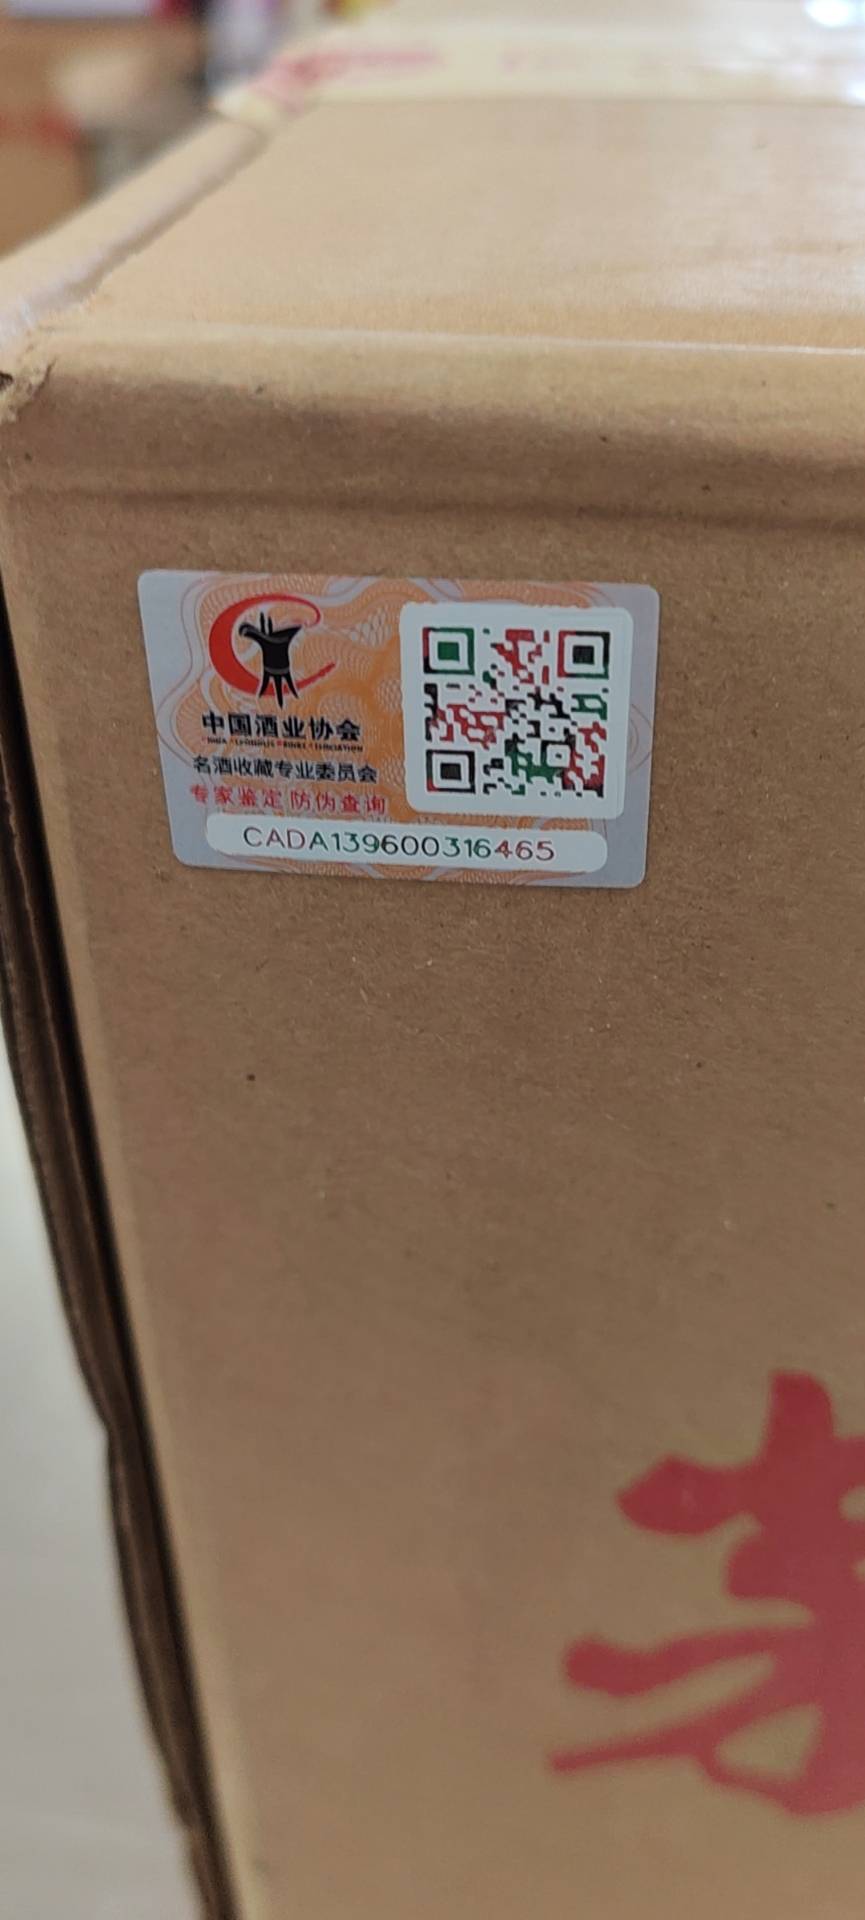 中国酒业协会
名酒收藏专业委员会
专家鉴定 防伪查询
CADA139600316465